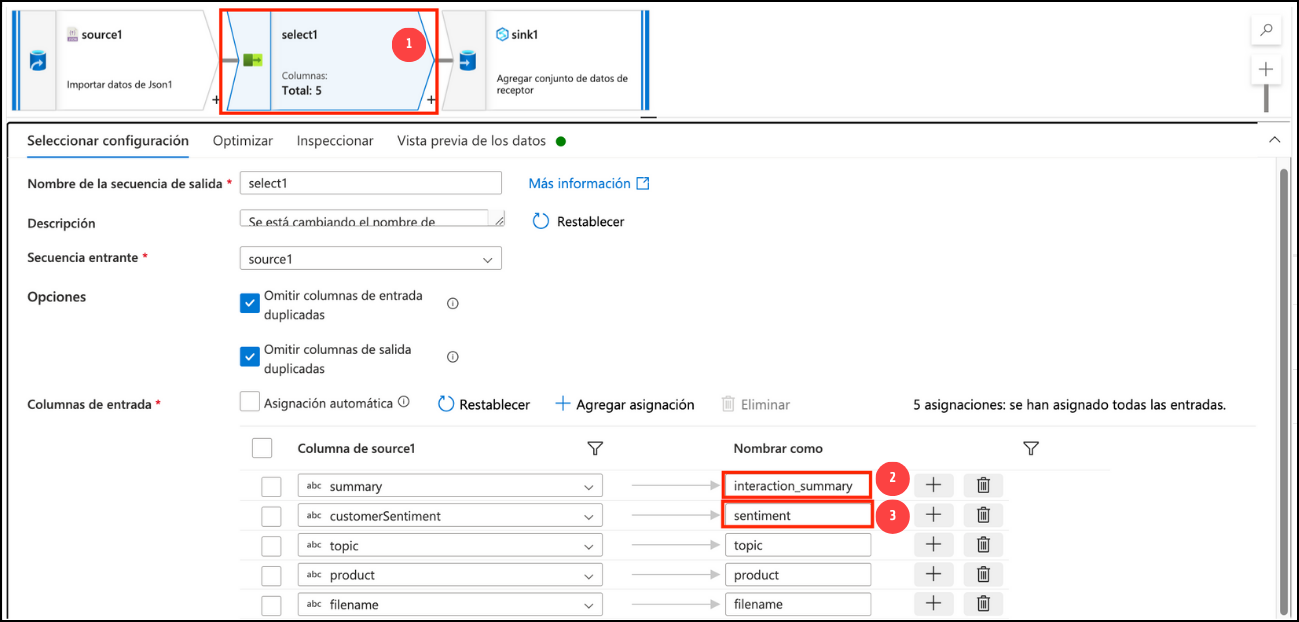 source1
Importar datos de Json1
+
select1
1
Columnas:
Total: 5
+
sink1
Agregar conjunto de datos de
receptor
Seleccionar configuración
Optimizar
Inspeccionar
Vista previa de los datos
Nombre de la secuencia de salida *
select1
Más información
Descripción
Se está cambiando el nombre de
Restablecer
Secuencia entrante *
source1
Opciones
Omitir columnas de entrada
duplicadas
Omitir columnas de salida
duplicadas
Columnas de entrada *
Asignación automática
Restablecer
Agregar asignación
Eliminar
5 asignaciones: se han asignado todas las entradas.
Columna de source1
Nombrar como
abc summary
interaction_summary
2
abc customerSentiment
sentiment
3
abc topic
topic
abc product
product
abc filename
filename